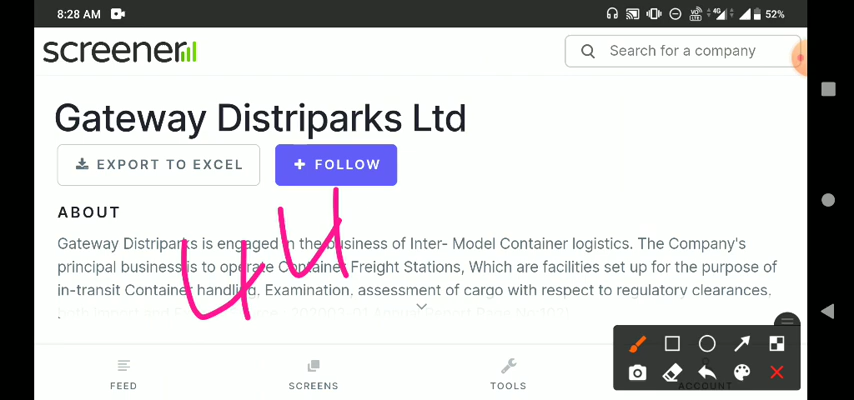 8:28 AM
4G
52%
screener
Search for a company
Gateway Distriparks Ltd
EXPORT TO EXCEL
+ FOLLOW
ABOUT
Gateway Distriparks is engaged in the business of Inter- Model Container logistics. The Company's
principal business is to operate Container Freight Stations, Which are facilities set up for the purpose of
in-transit Container handling, Examination, assessment of cargo with respect to regulatory clearances,
FEED
SCREENS
TOOLS
ACCOUNT